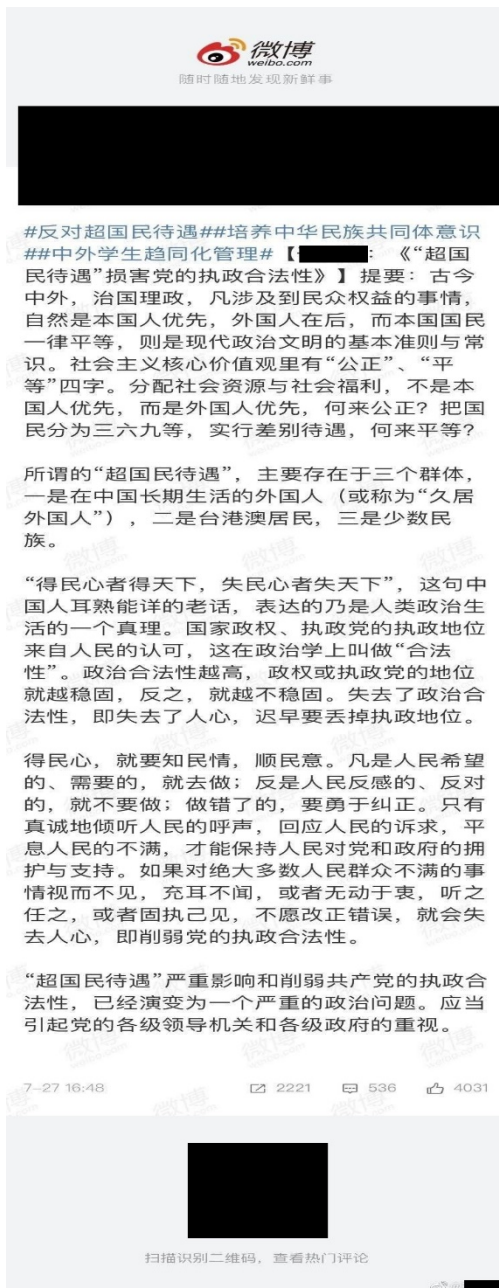 微博
weibo.com
随时随地发现新鲜事
#反对超国民待遇##培养中华民族共同体意识
##中外学生趋同化管理#【 ：《“超国
民待遇”损害党的执政合法性》】提要：古今
中外，治国理政，凡涉及到民众权益的事情，
自然是本国人优先，外国人在后，而本国国民
一律平等，则是现代政治文明的基本准则与常
识。社会主义核心价值观里有“公正”、“平
等”四字。分配社会资源与社会福利，不是本
国人优先，而是外国人优先，何来公正？把国
民分为三六九等，实行差别待遇，何来平等？
所谓的“超国民待遇”，主要存在于三个群体，
一是在中国长期生活的外国人（或称为“久居
外国人”），二是台港澳居民，三是少数民
族。
“得民心者得天下，失民心者失天下”，这句中
国人耳熟能详的老话，表达的乃是人类政治生
活的一个真理。国家政权、执政党的执政地位
来自人民的认可，这在政治学上叫做“合法
性”。政治合法性越高，政权或执政党的地位
就越稳固，反之，就越不稳固。失去了政治合
法性，即失去了人心，迟早要丢掉执政地位。
得民心，就要知民情，顺民意。凡是人民希望
的、需要的，就去做；反是人民反感的、反对
的，就不要做；做错了的，要勇于纠正。只有
真诚地倾听人民的呼声，回应人民的诉求，平
息人民的不满，才能保持人民对党和政府的拥
护与支持。如果对绝大多数人民群众不满的事
情视而不见，充耳不闻，或者无动于衷，听之
任之，或者固执己见，不愿改正错误，就会失
去人心，即削弱党的执政合法性。
“超国民待遇”严重影响和削弱共产党的执政合
法性，已经演变为一个严重的政治问题。应当
引起党的各级领导机关和各级政府的重视。
7-27 16:48 2221 536 4031
扫描识别二维码，查看热门评论